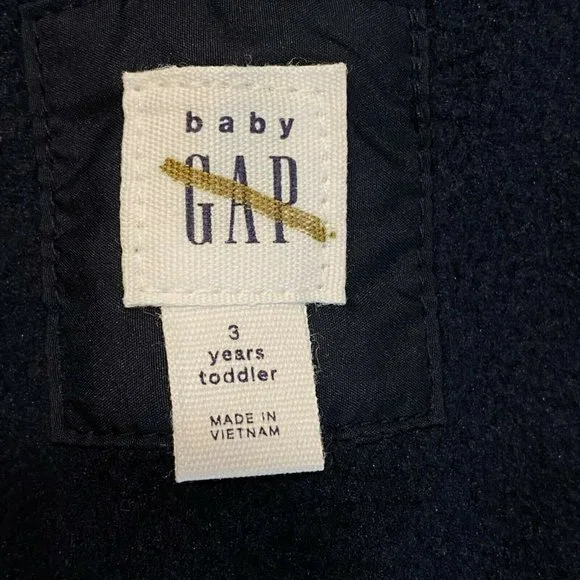 baby
GAP
3
years
toddler
MADE IN
VIETNAM